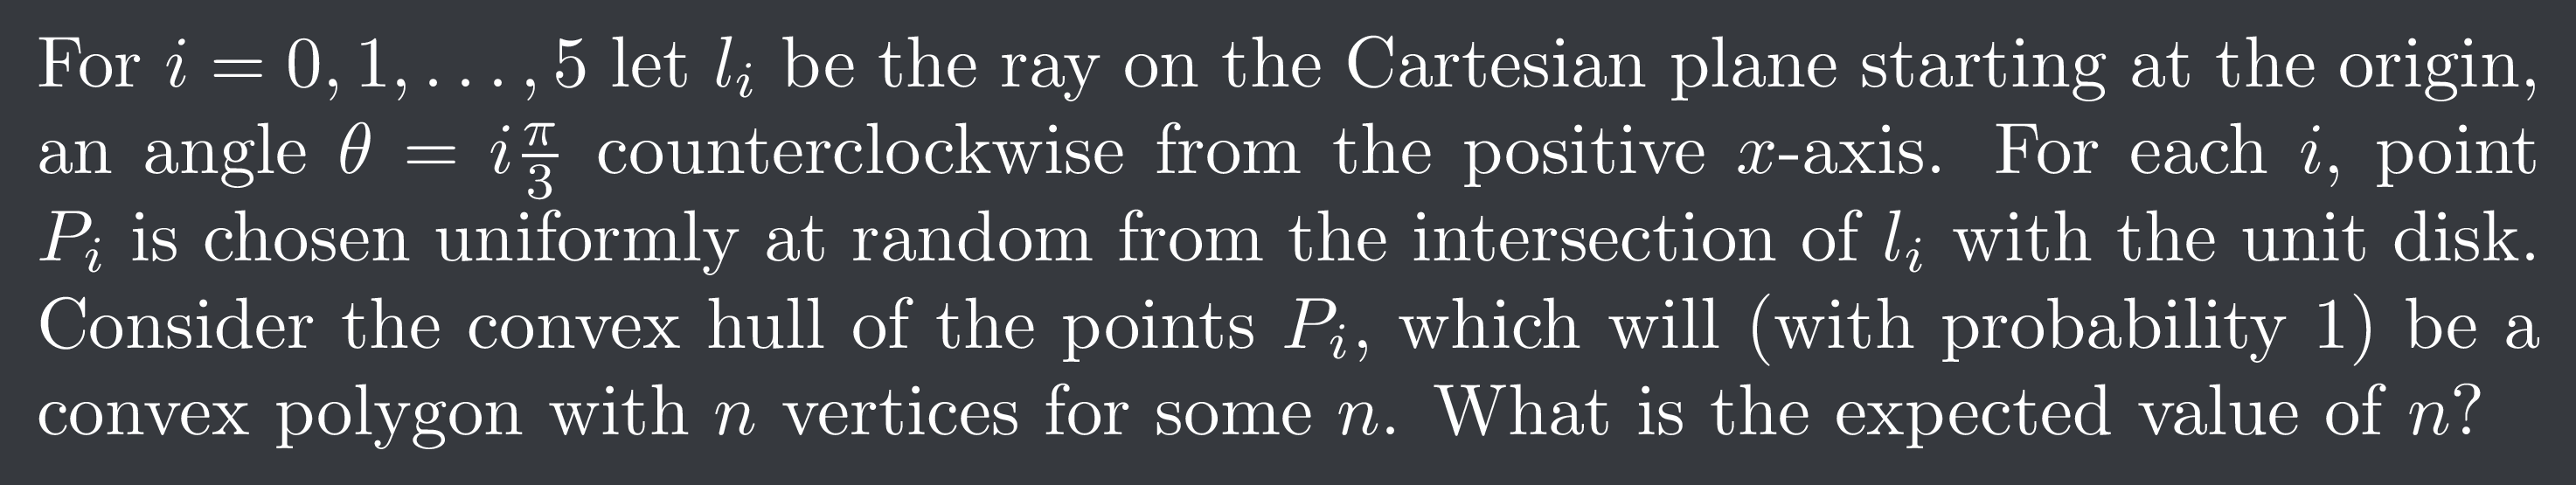 For $i = 0, 1, \ldots, 5$ let $l_i$ be the ray on the Cartesian plane starting at the origin,
an angle $\theta = i\frac{\pi}{3}$ counterclockwise from the positive $x$-axis. For each $i$, point
$P_i$ is chosen uniformly at random from the intersection of $l_i$ with the unit disk.
Consider the convex hull of the points $P_i$, which will (with probability 1) be a
convex polygon with $n$ vertices for some $n$. What is the expected value of $n$?